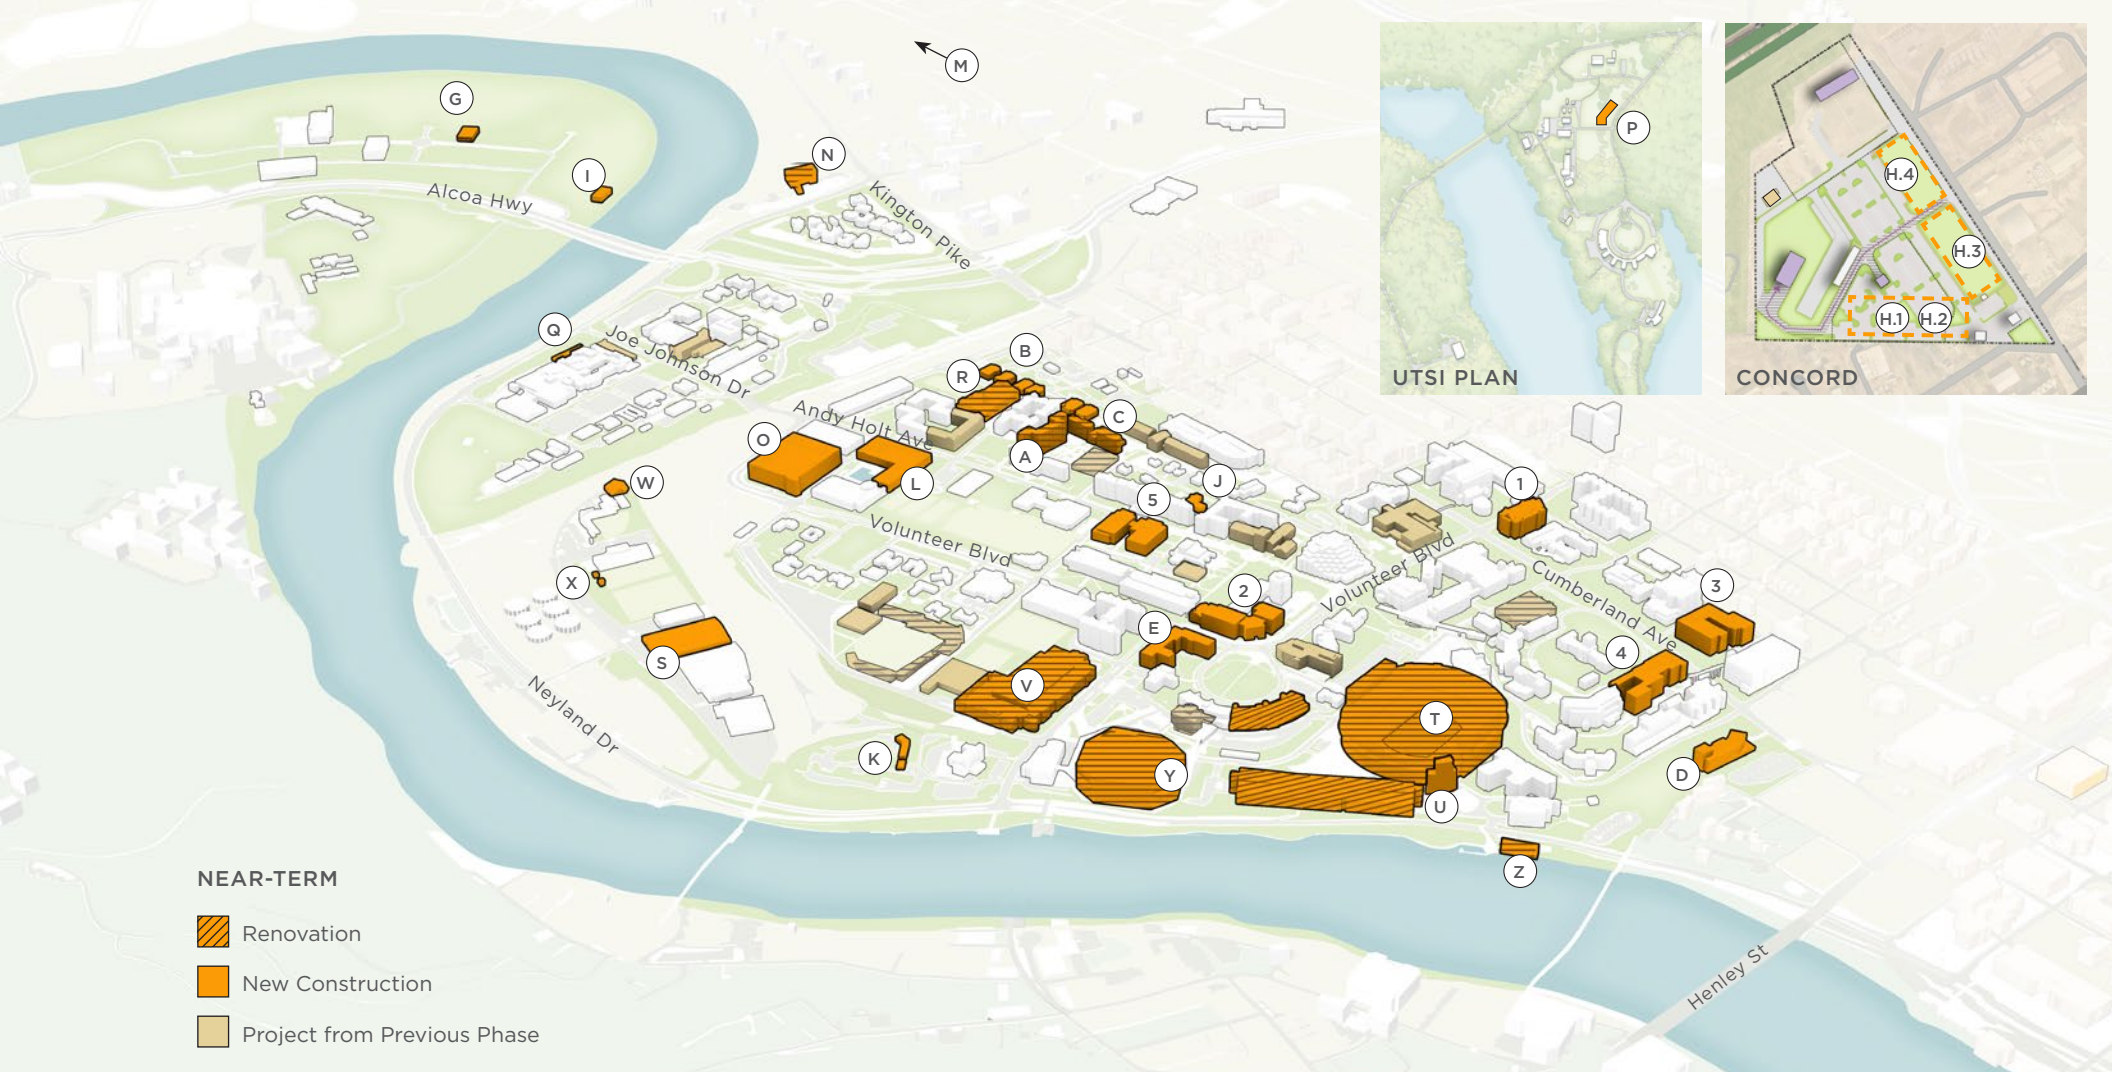 M
G
N
I
Alcoa Hwy
Kington Pike
P
UTSI PLAN
H.4
H.3
H.1
H.2
CONCORD
Q
Joe Johnson Dr
B
R
Andy Holt Ave
C
O
A
L
J
W
5
1
Volunteer Blvd
Volunteer Blvd
Cumberland Ave
X
2
3
E
S
4
V
Neyland Dr
T
K
Y
D
U
Z
Henley St
NEAR-TERM
Renovation
New Construction
Project from Previous Phase